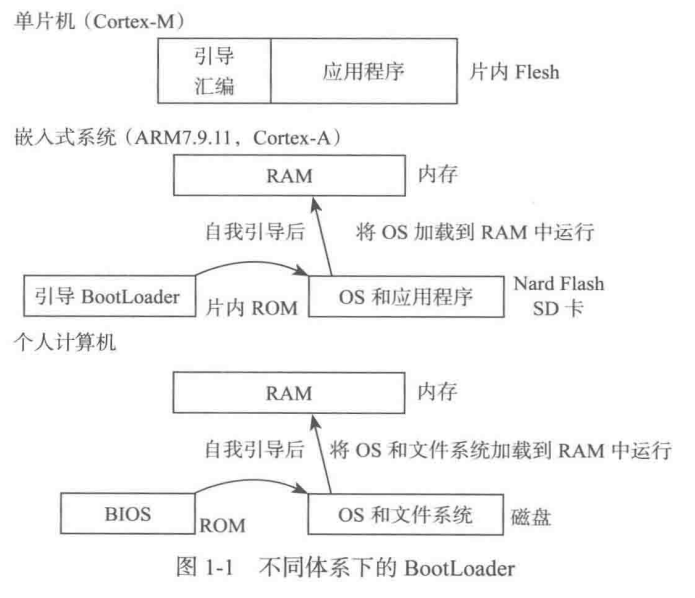 单片机（Cortex-M）
引导
汇编
应用程序
片内 Flesh
嵌入式系统（ARM7.9.11，Cortex-A）
RAM
内存
自我引导后
将 OS 加载到 RAM 中运行
引导 BootLoader
片内 ROM
OS 和应用程序
Nard Flash
SD 卡
个人计算机
RAM
内存
自我引导后
将 OS 和文件系统加载到 RAM 中运行
BIOS
ROM
OS 和文件系统
磁盘
图 1-1 不同体系下的 BootLoader